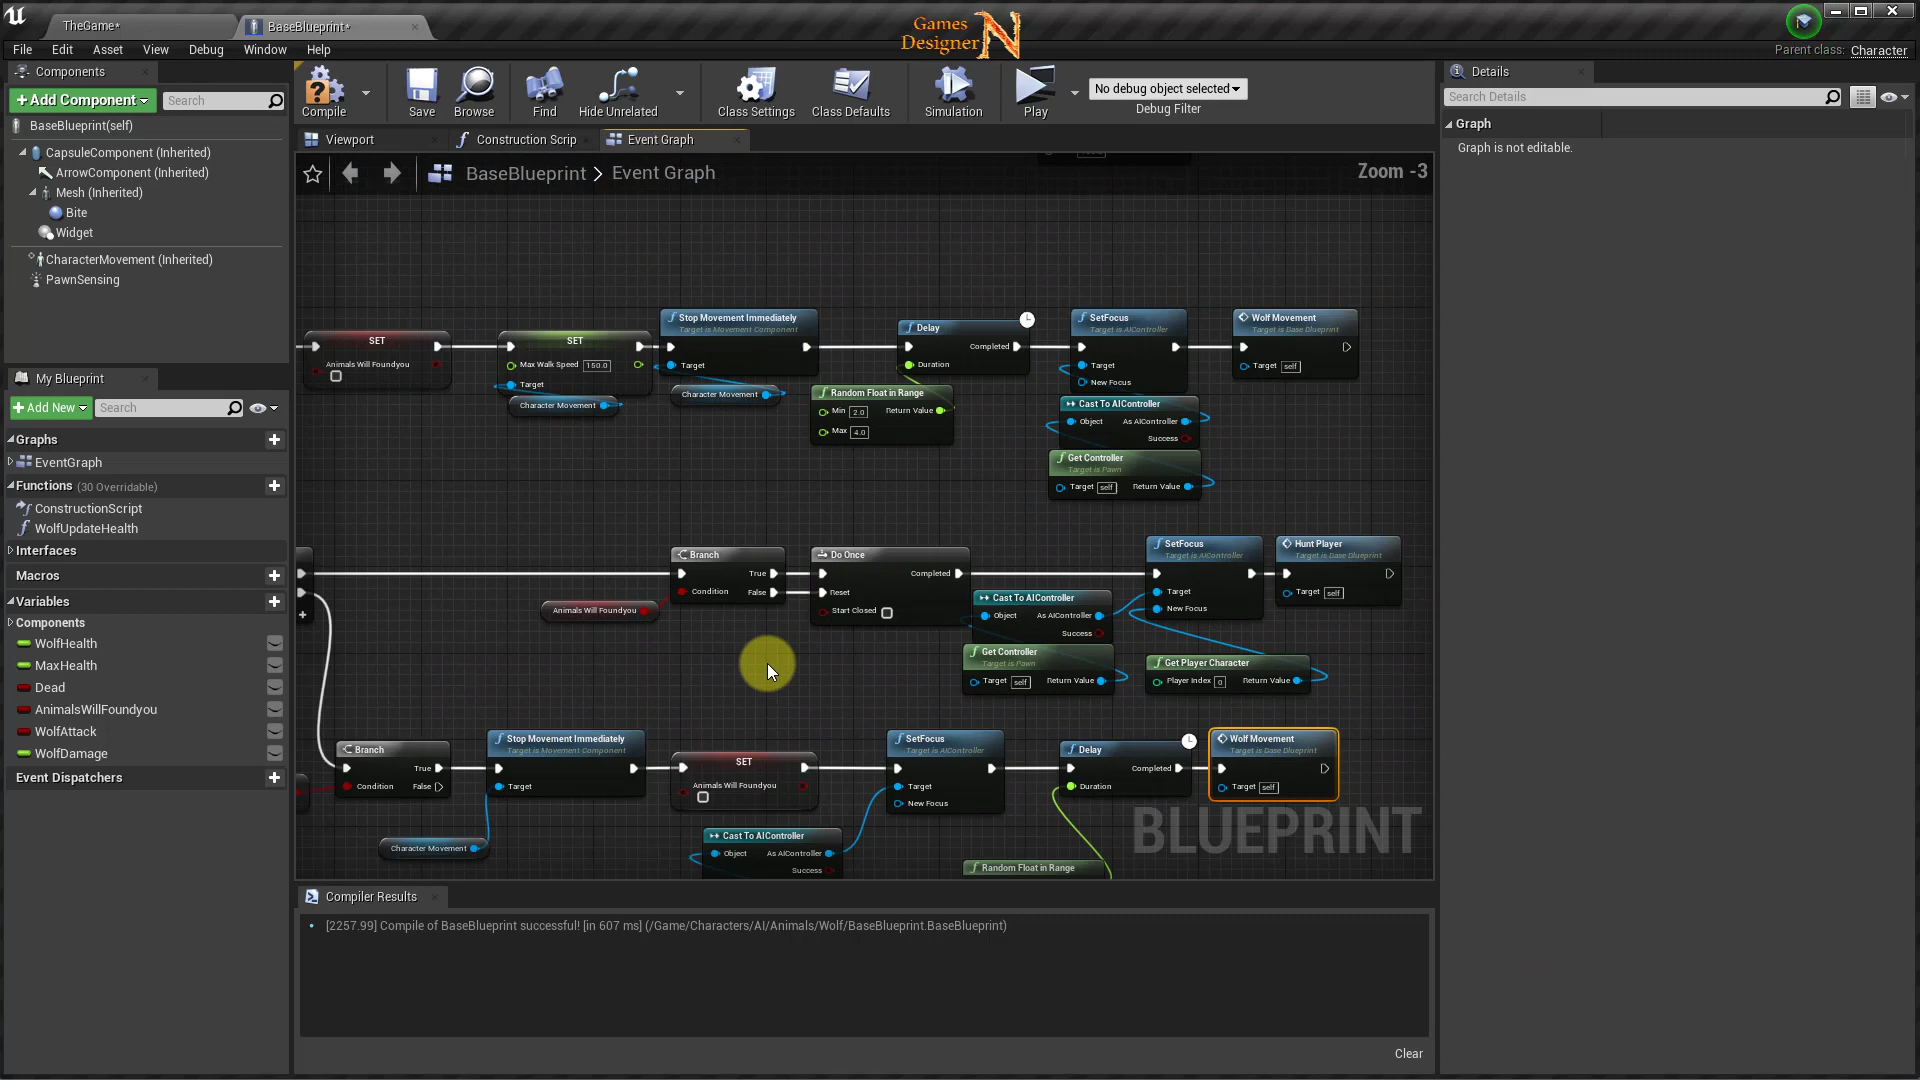 TheGame*
BaseBlueprint*
Games
Designer N
File Edit Asset View Debug Window Help
Parent class: Character
Components
+Add Component
Search
BaseBlueprint(self)
CapsuleComponent (Inherited)
ArrowComponent (Inherited)
Mesh (Inherited)
Bite
Widget
CharacterMovement (Inherited)
PawnSensing
Compile
Save
Browse
Find
Hide Unrelated
Class Settings
Class Defaults
Simulation
Play
No debug object selected
Debug Filter
Viewport
Construction Scrip
Event Graph
BaseBlueprint > Event Graph
Zoom -3
Details
Search Details
Graph
Graph is not editable.
My Blueprint
+Add New
Search
Graphs
EventGraph
Functions (30 Overridable)
ConstructionScript
WolfUpdateHealth
Interfaces
Macros
Variables
Components
WolfHealth
MaxHealth
Dead
AnimalsWillFoundyou
WolfAttack
WolfDamage
Event Dispatchers
SET
Animals Will Foundyou
SET
Max Walk Speed 150.0
Target
Character Movement
Stop Movement Immediately
Target is Movement Component
Target
Character Movement
Delay
Completed
Duration
Random Float in Range
Min 2.0
Return Value
Max 4.0
SetFocus
Target is AIController
Target
New Focus
Cast To AIController
Object
As AIController
Success
Get Controller
Target is Pawn
Target self
Return Value
Wolf Movement
Target is Base Blueprint
Target self
Branch
True
Condition
False
Animals Will Foundyou
Do Once
Completed
Reset
Start Closed
Cast To AIController
Object
As AIController
Success
Get Controller
Target is Pawn
Target self
Return Value
SetFocus
Target is AIController
Target
New Focus
Hunt Player
Target is Base Blueprint
Target self
Get Player Character
Player Index 0
Return Value
Branch
True
Condition
False
Stop Movement Immediately
Target is Movement Component
Target
Character Movement
SET
Animals Will Foundyou
Cast To AIController
Object
As AIController
Success
SetFocus
Target is AIController
Target
New Focus
Delay
Completed
Duration
Random Float in Range
Wolf Movement
Target is Base Blueprint
Target self
BLUEPRINT
Compiler Results
[2257.99] Compile of BaseBlueprint successful! [in 607 ms] (/Game/Characters/AI/Animals/Wolf/BaseBlueprint.BaseBlueprint)
Clear